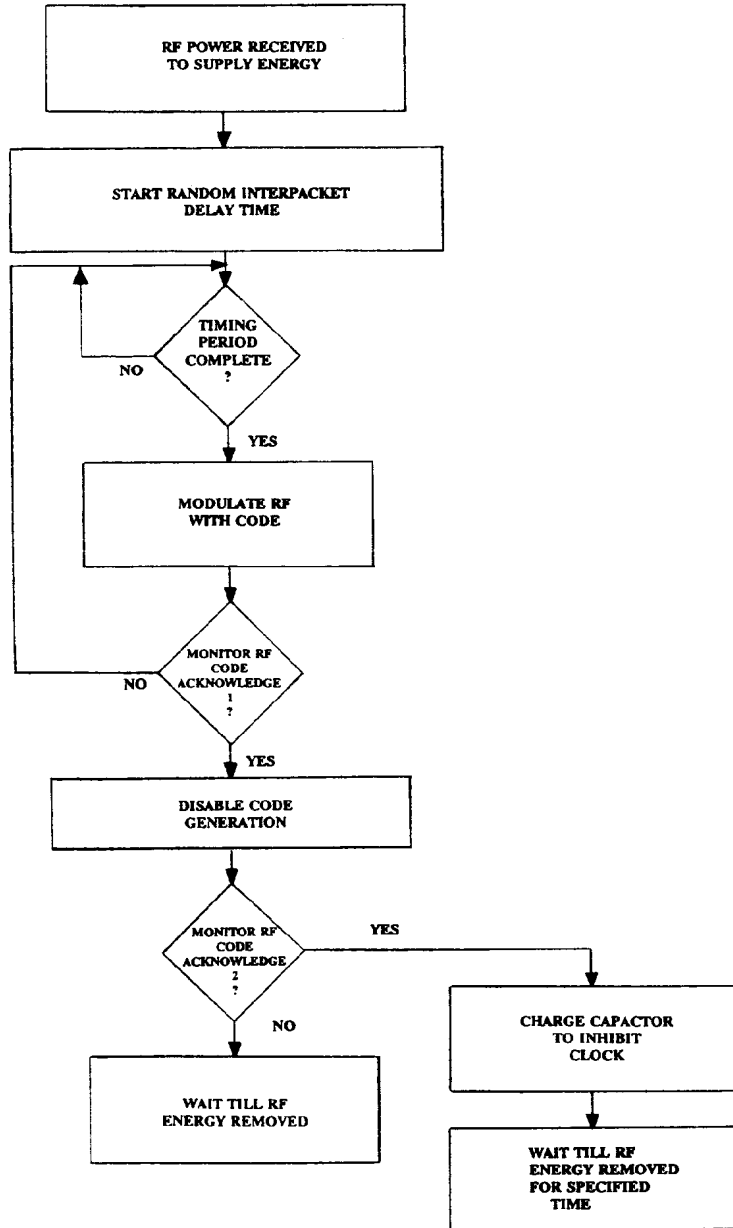 RF POWER RECEIVED
TO SUPPLY ENERGY
START RANDOM INTERPACKET
DELAY TIME
TIMING
PERIOD
COMPLETE
?
NO
YES
MODULATE RF
WITH CODE
MONITOR RF
CODE
ACKNOWLEDGE
1
?
NO
YES
DISABLE CODE
GENERATION
MONITOR RF
CODE
ACKNOWLEDGE
2
?
YES
NO
CHARGE CAPACTOR
TO INHIBIT
CLOCK
WAIT TILL RF
ENERGY REMOVED
WAIT TILL RF
ENERGY REMOVED
FOR SPECIFIED
TIME